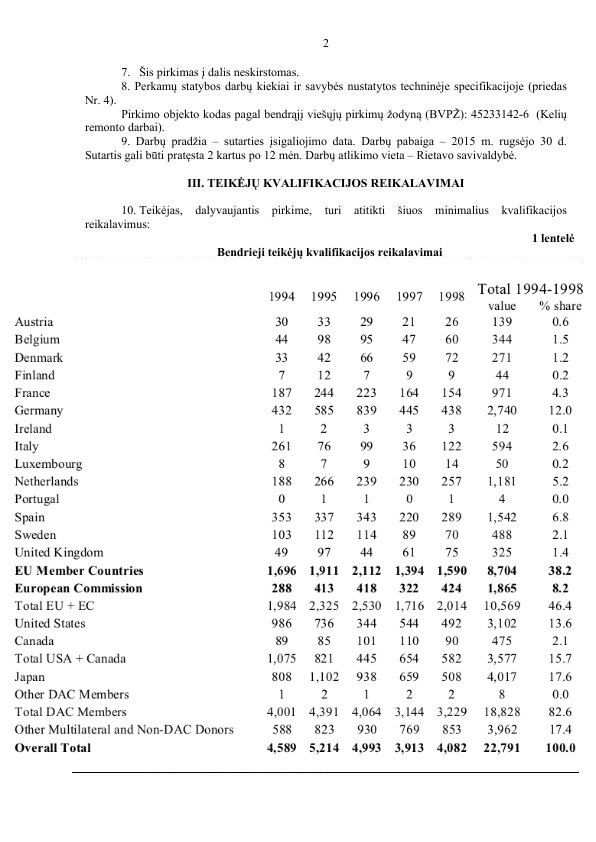 2
7. Šis pirkimas į dalis neskirstomas.
8. Perkamų statybos darbų kiekiai ir savybės nustatytos techninėje specifikacijoje (priedas
Nr. 4).
Pirkimo objekto kodas pagal bendrąjį viešųjų pirkimų žodyną (BVPŽ): 45233142-6 (Kelių
remonto darbai).
9. Darbų pradžia – sutarties įsigaliojimo data. Darbų pabaiga – 2015 m. rugsėjo 30 d.
Sutartis gali būti pratęsta 2 kartus po 12 mėn. Darbų atlikimo vieta – Rietavo savivaldybė.
III. TEIKĖJŲ KVALIFIKACIJOS REIKALAVIMAI
10. Teikėjas, dalyvaujantis pirkime, turi atitikti šiuos minimalius kvalifikacijos
reikalavimus:
1 lentelė
Bendrieji teikėjų kvalifikacijos reikalavimai
1994 1995 1996 1997 1998 Total 1994-1998
value % share
Austria 30 33 29 21 26 139 0.6
Belgium 44 98 95 47 60 344 1.5
Denmark 33 42 66 59 72 271 1.2
Finland 7 12 7 9 9 44 0.2
France 187 244 223 164 154 971 4.3
Germany 432 585 839 445 438 2,740 12.0
Ireland 1 2 3 3 3 12 0.1
Italy 261 76 99 36 122 594 2.6
Luxembourg 8 7 9 10 14 50 0.2
Netherlands 188 266 239 230 257 1,181 5.2
Portugal 0 1 1 0 1 4 0.0
Spain 353 337 343 220 289 1,542 6.8
Sweden 103 112 114 89 70 488 2.1
United Kingdom 49 97 44 61 75 325 1.4
EU Member Countries 1,696 1,911 2,112 1,394 1,590 8,704 38.2
European Commission 288 413 418 322 424 1,865 8.2
Total EU + EC 1,984 2,325 2,530 1,716 2,014 10,569 46.4
United States 986 736 344 544 492 3,102 13.6
Canada 89 85 101 110 90 475 2.1
Total USA + Canada 1,075 821 445 654 582 3,577 15.7
Japan 808 1,102 938 659 508 4,017 17.6
Other DAC Members 1 2 1 2 2 8 0.0
Total DAC Members 4,001 4,391 4,064 3,144 3,229 18,828 82.6
Other Multilateral and Non-DAC Donors 588 823 930 769 853 3,962 17.4
Overall Total 4,589 5,214 4,993 3,913 4,082 22,791 100.0